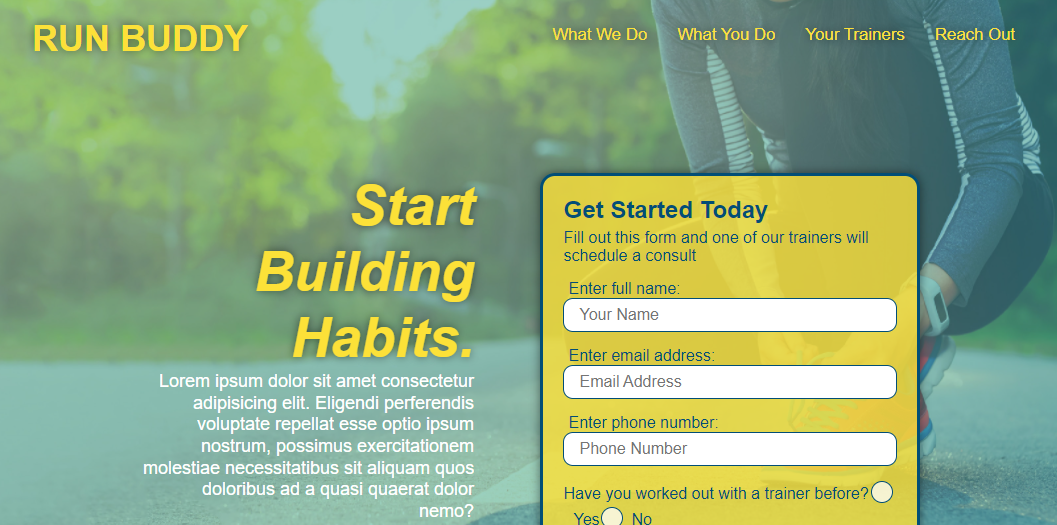 RUN BUDDY
What We Do
What You Do
Your Trainers
Reach Out
Start
Building
Habits.
Lorem ipsum dolor sit amet consectetur
adipisicing elit. Eligendi perferendis
voluptate repellat esse optio ipsum
nostrum, possimus exercitationem
molestiae necessitatibus sit aliquam quos
doloribus ad a quasi quaerat dolor
nemo?
Get Started Today
Fill out this form and one of our trainers will
schedule a consult
Enter full name:
Your Name
Enter email address:
Email Address
Enter phone number:
Phone Number
Have you worked out with a trainer before?
Yes No